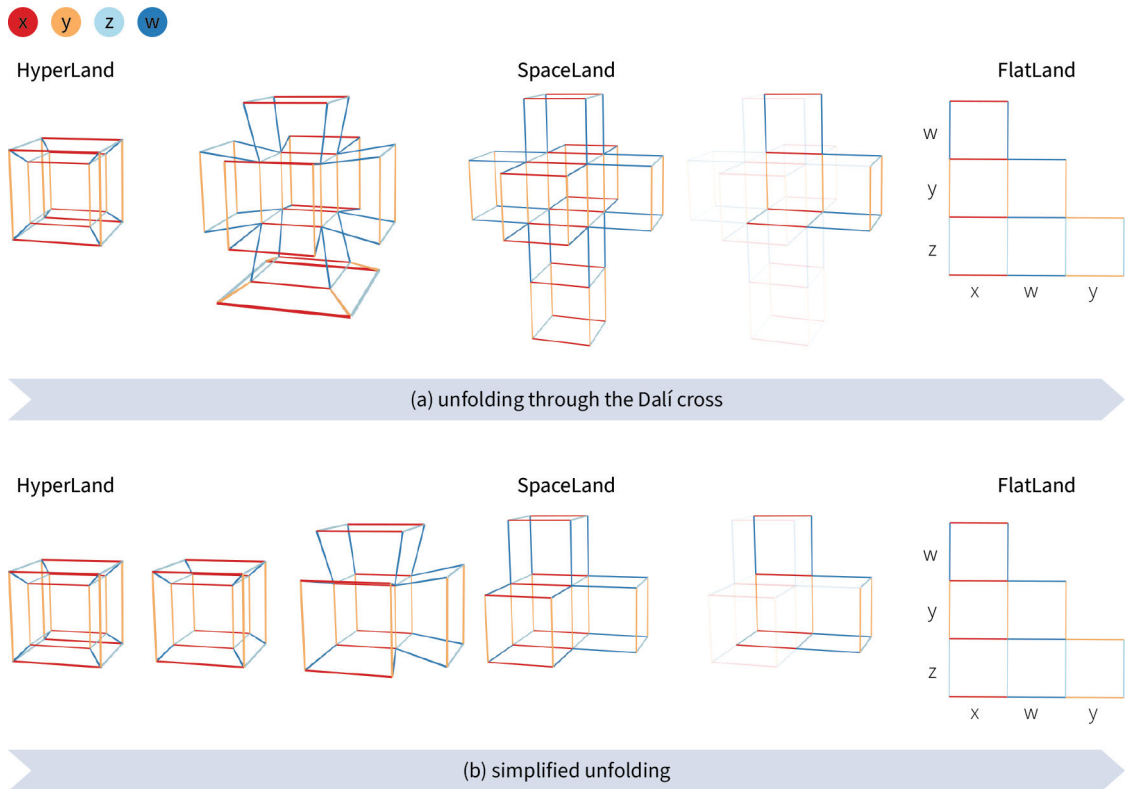 x y z w
HyperLand SpaceLand FlatLand
w
y
z
x w y
(a) unfolding through the Dalí cross
HyperLand SpaceLand FlatLand
w
y
z
x w y
(b) simplified unfolding